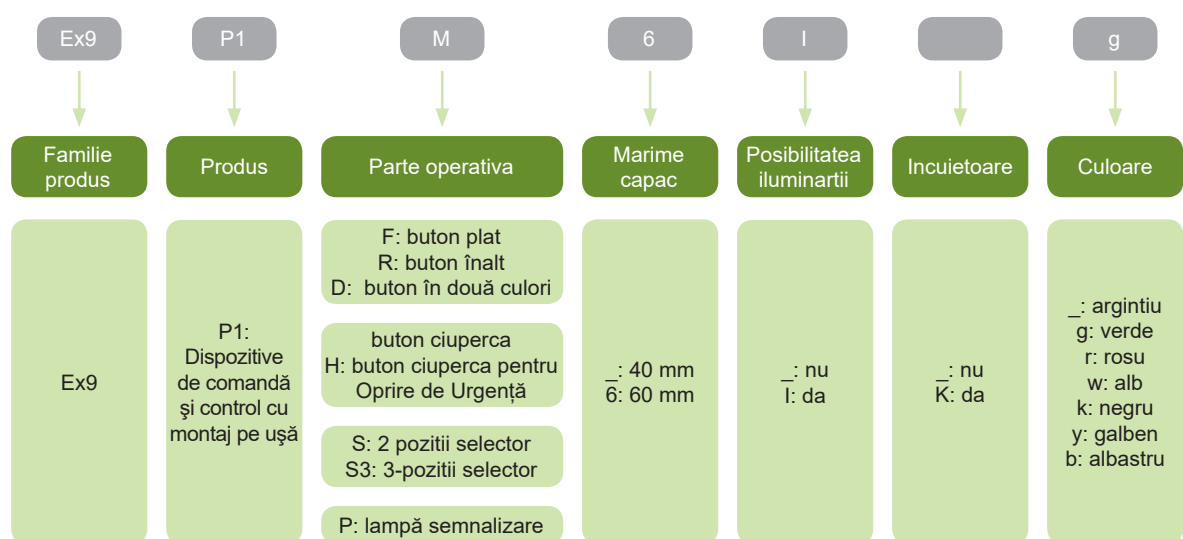 Ex9
P1
M
6
I
g
Familie
produs
Produs
Parte operativa
Marime
capac
Posibilitatea
iluminartii
Incuietoare
Culoare
Ex9
P1:
Dispozitive
de comandă
şi control cu
montaj pe uşă
F: buton plat
R: buton înalt
D: buton în două culori
buton ciuperca
H: buton ciuperca pentru
Oprire de Urgență
S: 2 pozitii selector
S3: 3-pozitii selector
P: lampă semnalizare
_: 40 mm
6: 60 mm
_: nu
I: da
_: nu
K: da
_: argintiu
g: verde
r: rosu
w: alb
k: negru
y: galben
b: albastru